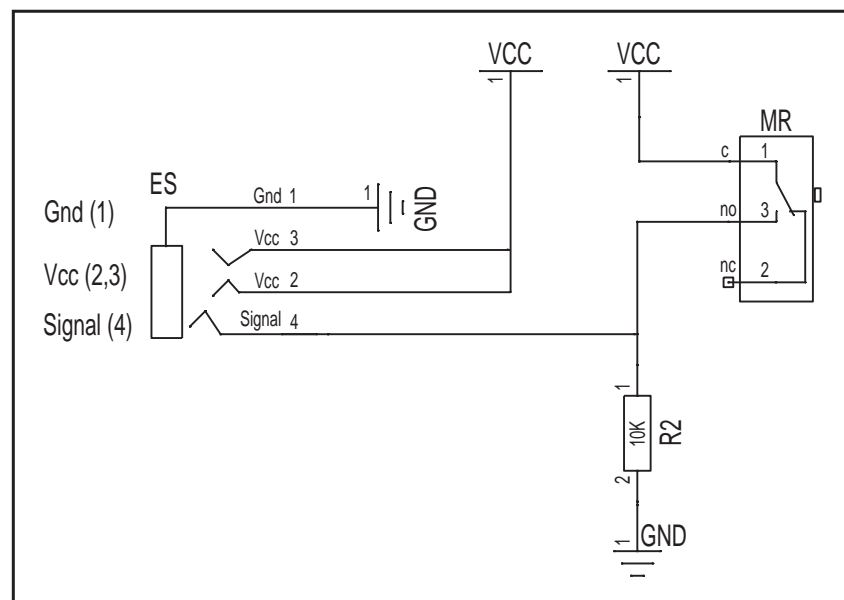 VCC
1
VCC
1
MR
c 1
ES
Gnd 1
1
GND
Gnd (1)
no 3
Vcc 3
Vcc (2,3)
nc 2
Vcc 2
Signal (4)
Signal 4
1
10K
R2
2
1
GND